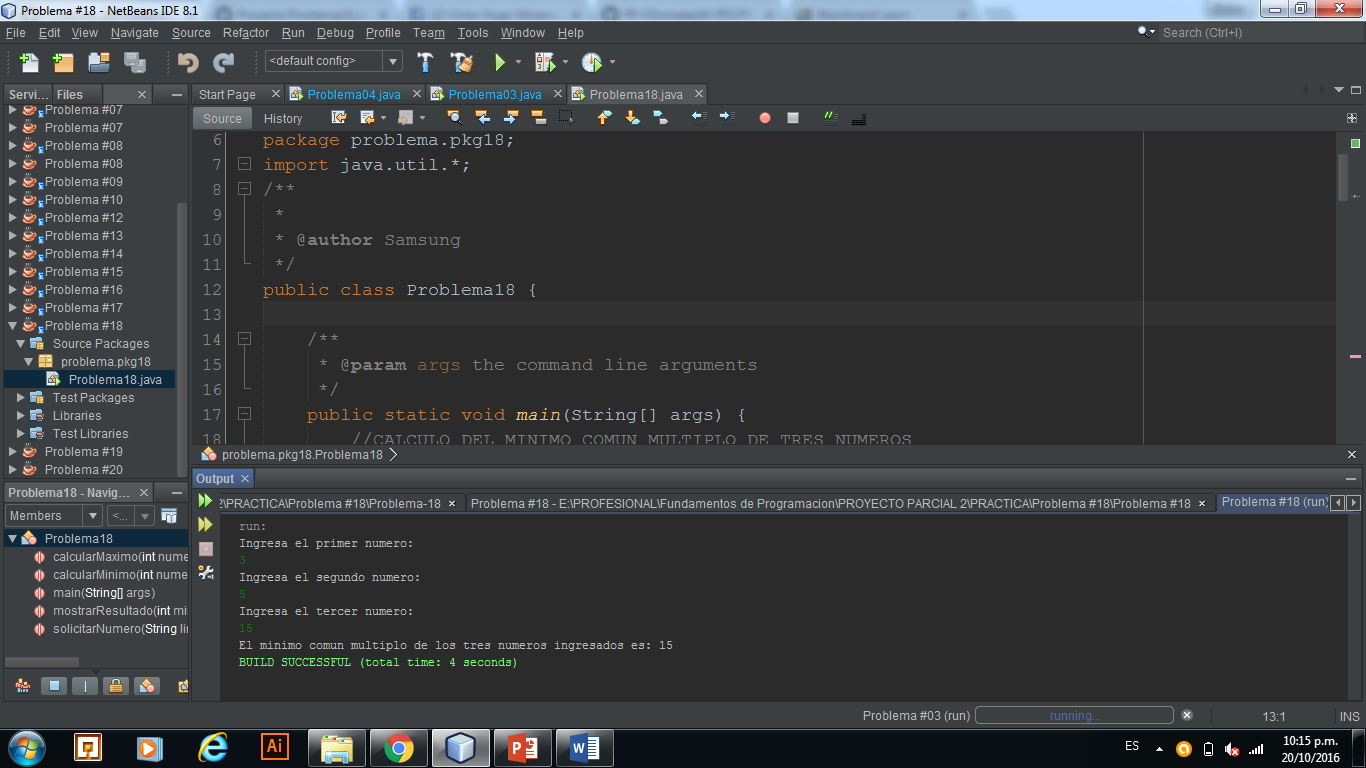 Problema #18 - NetBeans IDE 8.1
File Edit View Navigate Source Refactor Run Debug Profile Team Tools Window Help
Search (Ctrl+I)
<default config>
Servi... Files
Start Page Problema04.java Problema03.java Problema18.java
Source History
Problema #07
Problema #07
Problema #08
Problema #08
Problema #09
Problema #10
Problema #12
Problema #13
Problema #14
Problema #15
Problema #16
Problema #17
Problema #18
Source Packages
problema.pkg18
Problema18.java
Test Packages
Libraries
Test Libraries
Problema #19
Problema #20
6 package problema.pkg18;
7 import java.util.*;
8 /**
9 *
10 * @author Samsung
11 */
12 public class Problema18 {
13
14 /**
15 * @param args the command line arguments
16 */
17 public static void main(String[] args) {
18 //CALCULO DEL MINIMO COMUN MULTIPLO DE TRES NUMEROS
problema.pkg18.Problema18
Problema18 - Navig...
Members <...
Problema18
calcularMaximo(int nume
calcularMinimo(int nume
main(String[] args)
mostrarResultado(int mi
solicitarNumero(String li
Output
2\PRACTICA\Problema #18\Problema-18 Problema #18 - E:\PROFESIONAL\Fundamentos de Programacion\PROYECTO PARCIAL 2\PRACTICA\Problema #18\Problema #18 Problema #18 (run)
run:
Ingresa el primer numero:
3
Ingresa el segundo numero:
5
Ingresa el tercer numero:
15
El minimo comun multiplo de los tres numeros ingresados es: 15
BUILD SUCCESSFUL (total time: 4 seconds)
Problema #03 (run) running... 13:1 INS
Ai
ES
10:15 p.m.
20/10/2016